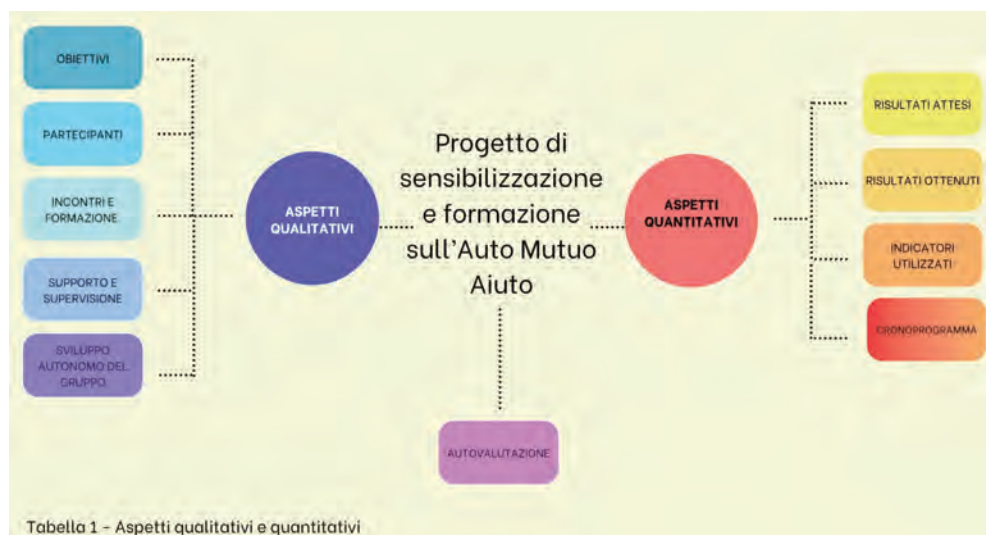 OBIETTIVI
PARTECIPANTI
INCONTRI E
FORMAZIONE
SUPPORTO E
SUPERVISIONE
SVILUPPO
AUTONOMO DEL
GRUPPO
ASPETTI
QUALITATIVI
Progetto di
sensibilizzazione
e formazione
sull'Auto Mutuo
Aiuto
ASPETTI
QUANTITATIVI
RISULTATI ATTESI
RISULTATI OTTENUTI
INDICATORI
UTILIZZATI
CRONOPROGRAMMA
AUTOVALUTAZIONE
Tabella 1 - Aspetti qualitativi e quantitativi